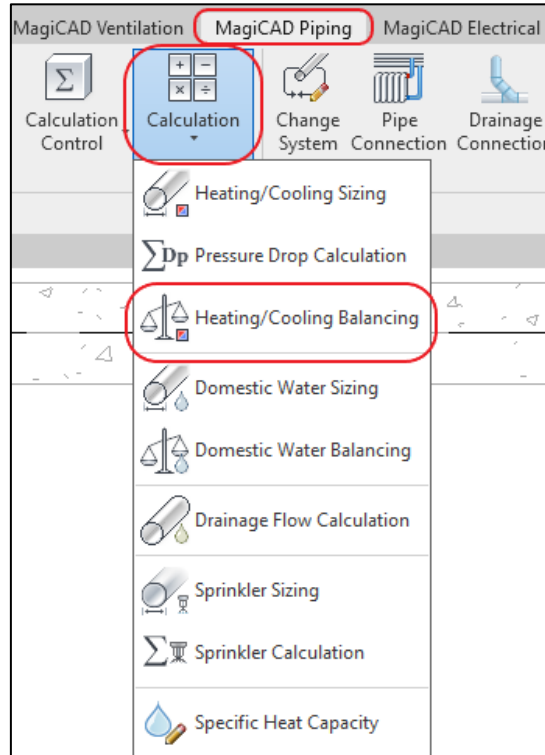 MagiCAD Ventilation MagiCAD Piping MagiCAD Electrical
Calculation Calculation Change Pipe Drainage
Control System Connection Connection
Heating/Cooling Sizing
ΣDp Pressure Drop Calculation
Heating/Cooling Balancing
Domestic Water Sizing
Domestic Water Balancing
Drainage Flow Calculation
Sprinkler Sizing
Sprinkler Calculation
Specific Heat Capacity